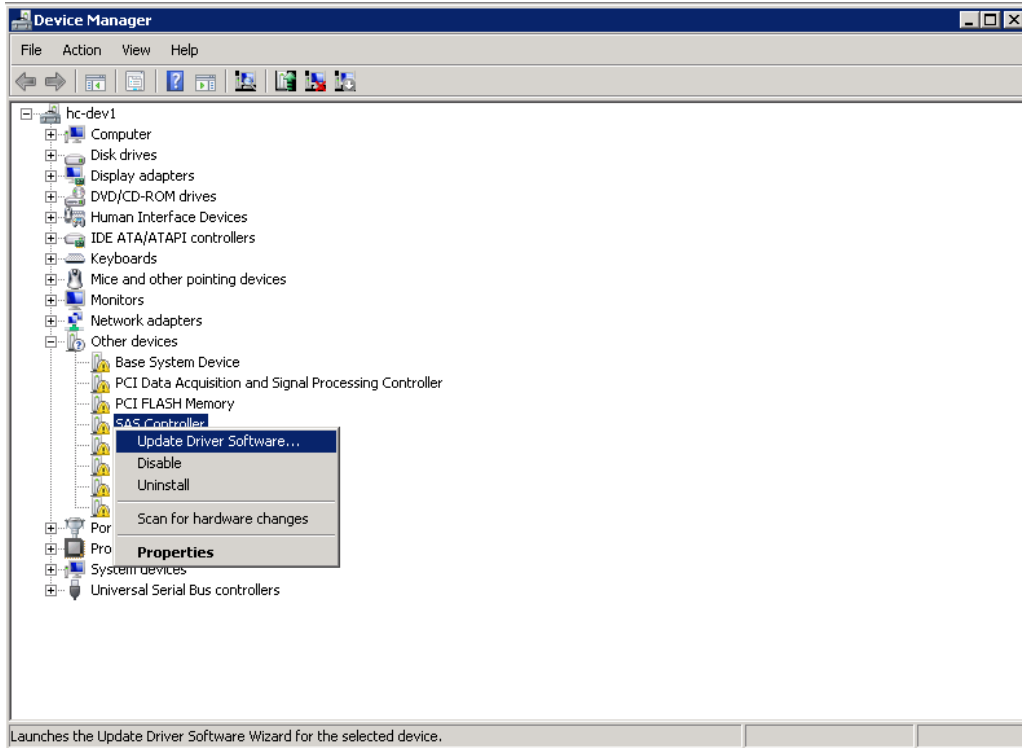 Device Manager
File Action View Help
hc-dev1
Computer
Disk drives
Display adapters
DVD/CD-ROM drives
Human Interface Devices
IDE ATA/ATAPI controllers
Keyboards
Mice and other pointing devices
Monitors
Network adapters
Other devices
Base System Device
PCI Data Acquisition and Signal Processing Controller
PCI FLASH Memory
SAS Controller
Update Driver Software...
Disable
Uninstall
Scan for hardware changes
Por
Pro
Properties
System devices
Universal Serial Bus controllers
Launches the Update Driver Software Wizard for the selected device.